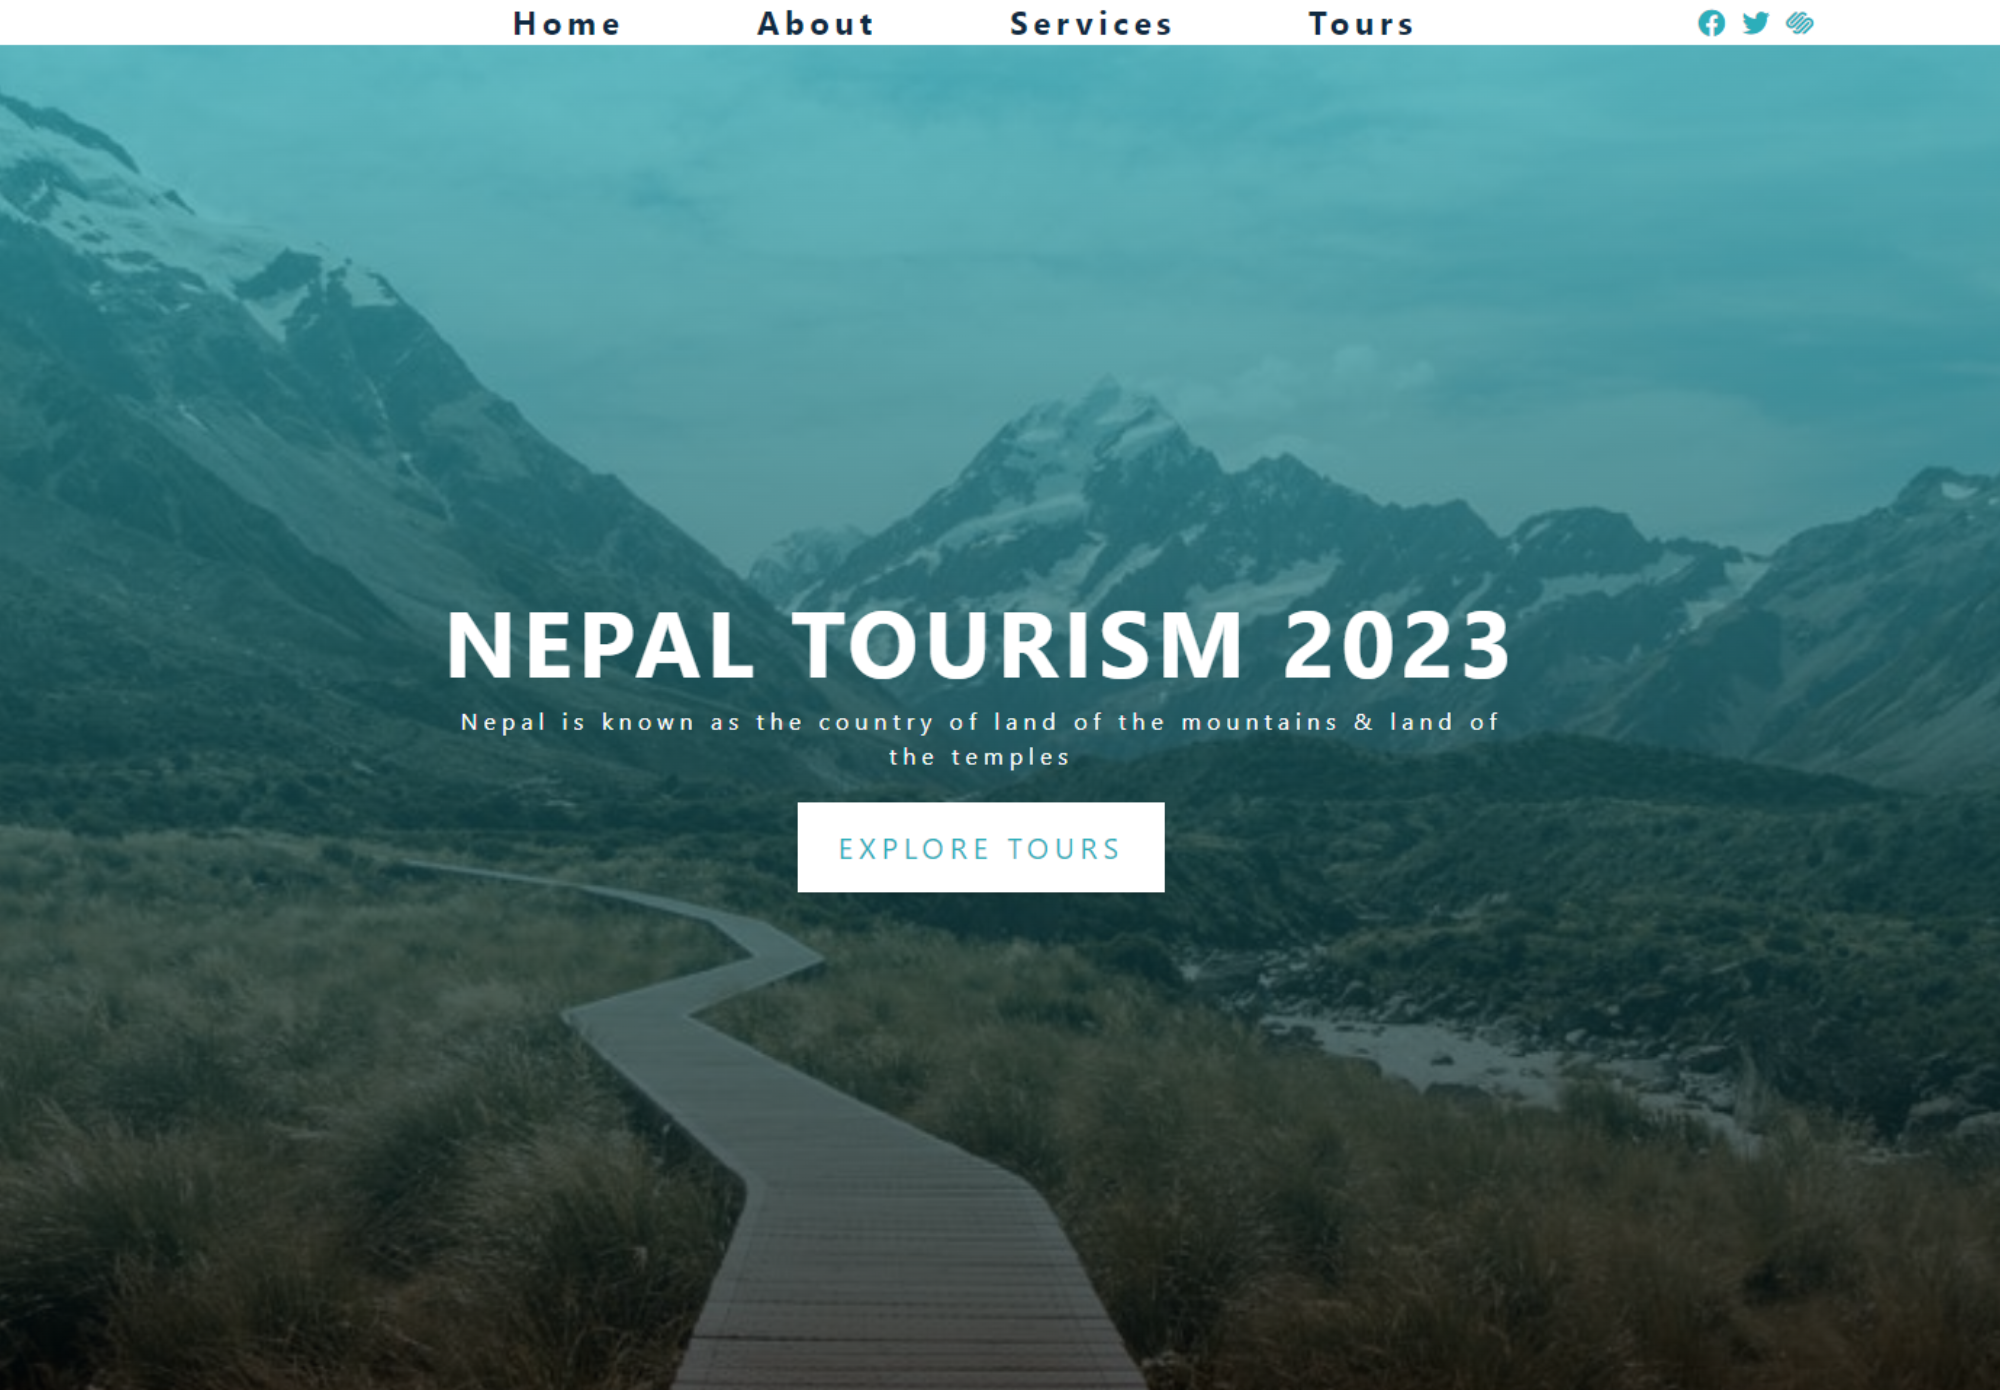 Home About Services Tours
NEPAL TOURISM 2023
Nepal is known as the country of land of the mountains & land of
the temples
EXPLORE TOURS